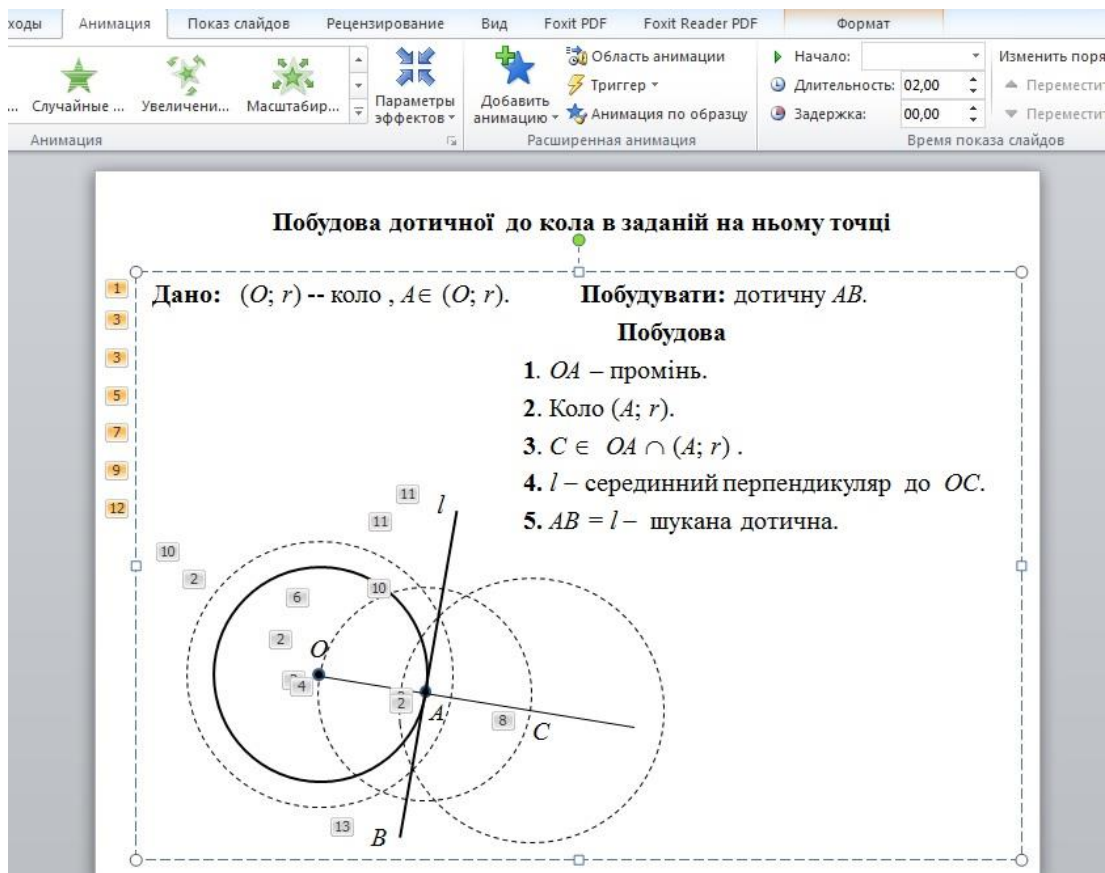 ходы Анимация Показ слайдов Рецензирование Вид Foxit PDF Foxit Reader PDF Формат
... Случайные ... Увеличени... Масштабир...
Параметры эффектов
Добавить анимацию
Область анимации
Триггер
Анимация по образцу
Начало:
Длительность: 02,00
Задержка: 00,00
Изменить поря
Перемести
Перемести
Анимация Расширенная анимация Время показа слайдов
Побудова дотичної до кола в заданій на ньому точці
1
Дано: (O; r) -- коло , A∈ (O; r). Побудувати: дотичну AB.
3
Побудова
3
1. OA – промінь.
5
2. Коло (A; r).
7
3. C ∈ OA ∩ (A; r) .
9
4. l – серединний перпендикуляр до OC.
12
5. AB = l – шукана дотична.
11
l
11
10
2
10
6
2
O
4
2
A
8
C
13
B